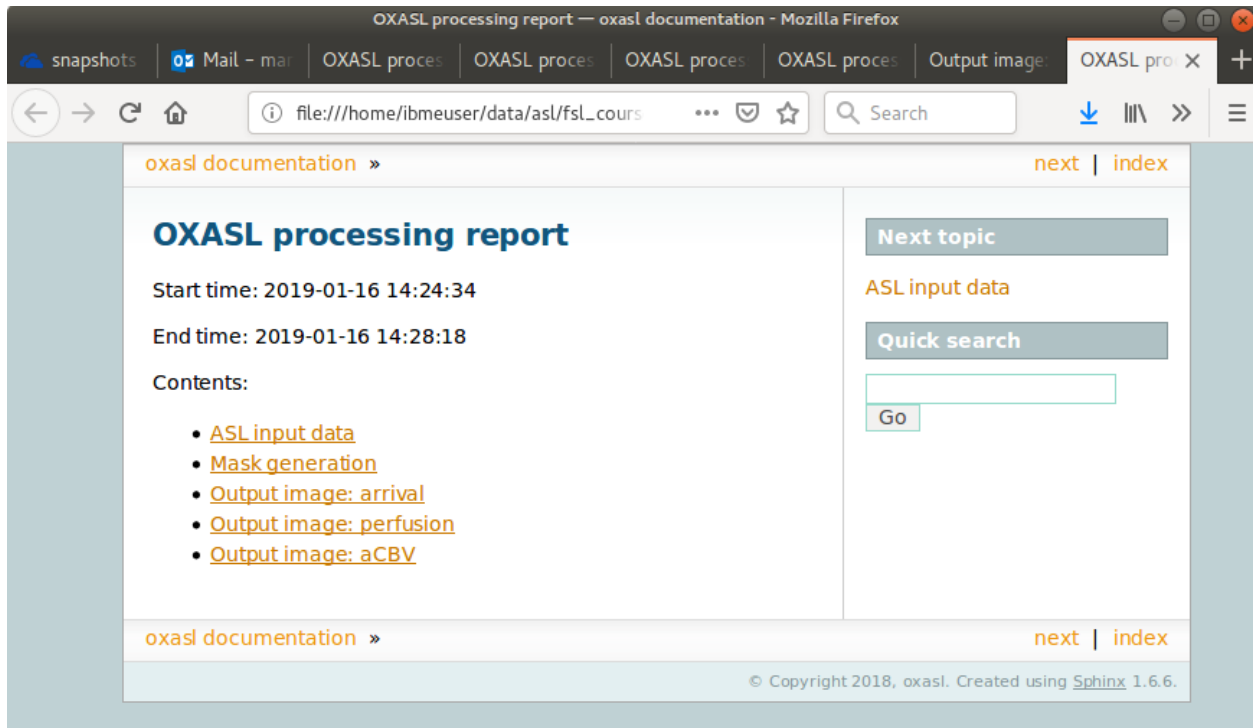 OXASL processing report — oxasl documentation - Mozilla Firefox
snapshots Mail – mar OXASL proces OXASL proces OXASL proces OXASL proces Output image: OXASL pro
file:///home/ibmeuser/data/asl/fsl_cours Search
oxasl documentation » next | index
OXASL processing report
Start time: 2019-01-16 14:24:34
End time: 2019-01-16 14:28:18
Contents:
• ASL input data
• Mask generation
• Output image: arrival
• Output image: perfusion
• Output image: aCBV
Next topic
ASL input data
Quick search
Go
oxasl documentation » next | index
© Copyright 2018, oxasl. Created using Sphinx 1.6.6.